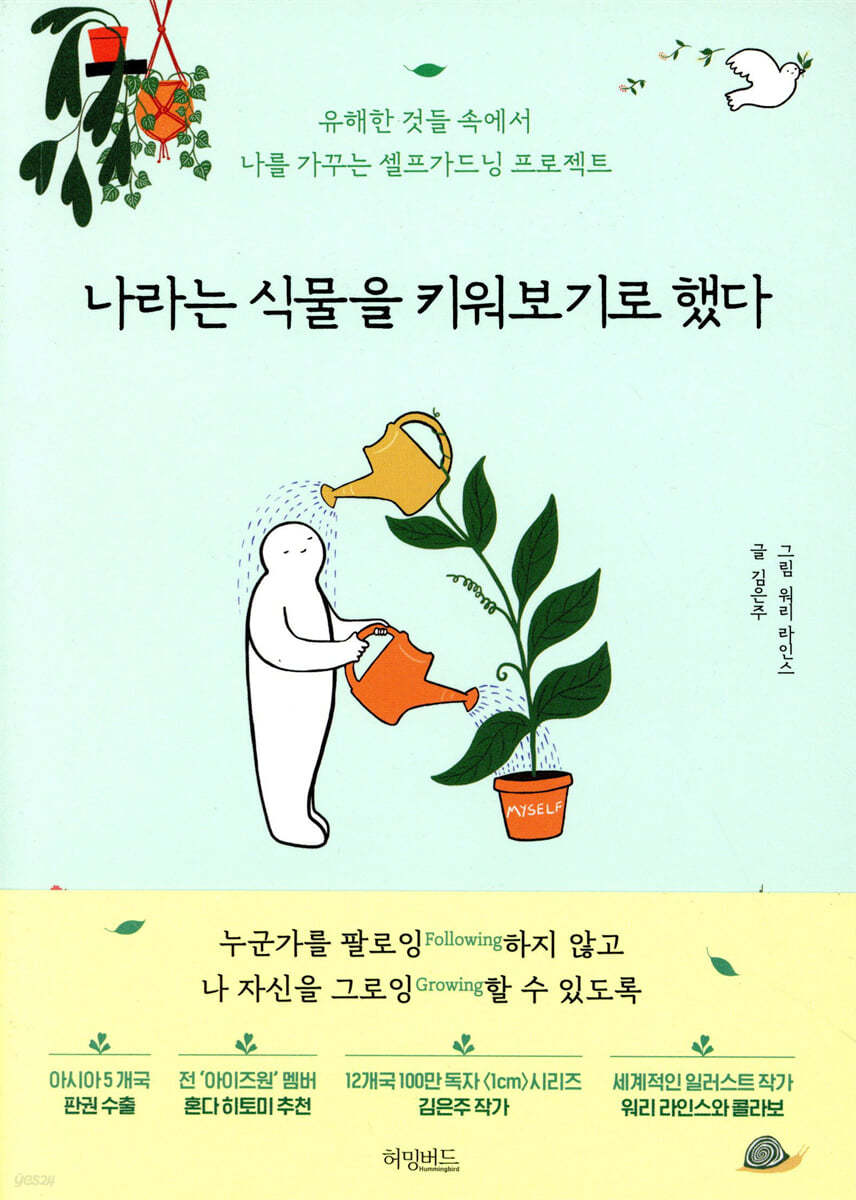 유해한 것들 속에서
나를 가꾸는 셀프가드닝 프로젝트
나라는 식물을 키워보기로 했다
그림 워리 라인스
글 김은주
MYSELF
누군가를 팔로잉Following하지 않고
나 자신을 그로잉Growing할 수 있도록
아시아 5개국
판권 수출
전 '아이즈원' 멤버
혼다 히토미 추천
12개국 100만 독자 〈1cm〉시리즈
김은주 작가
세계적인 일러스트 작가
워리 라인스와 콜라보
허밍버드
Hummingbird
yes24